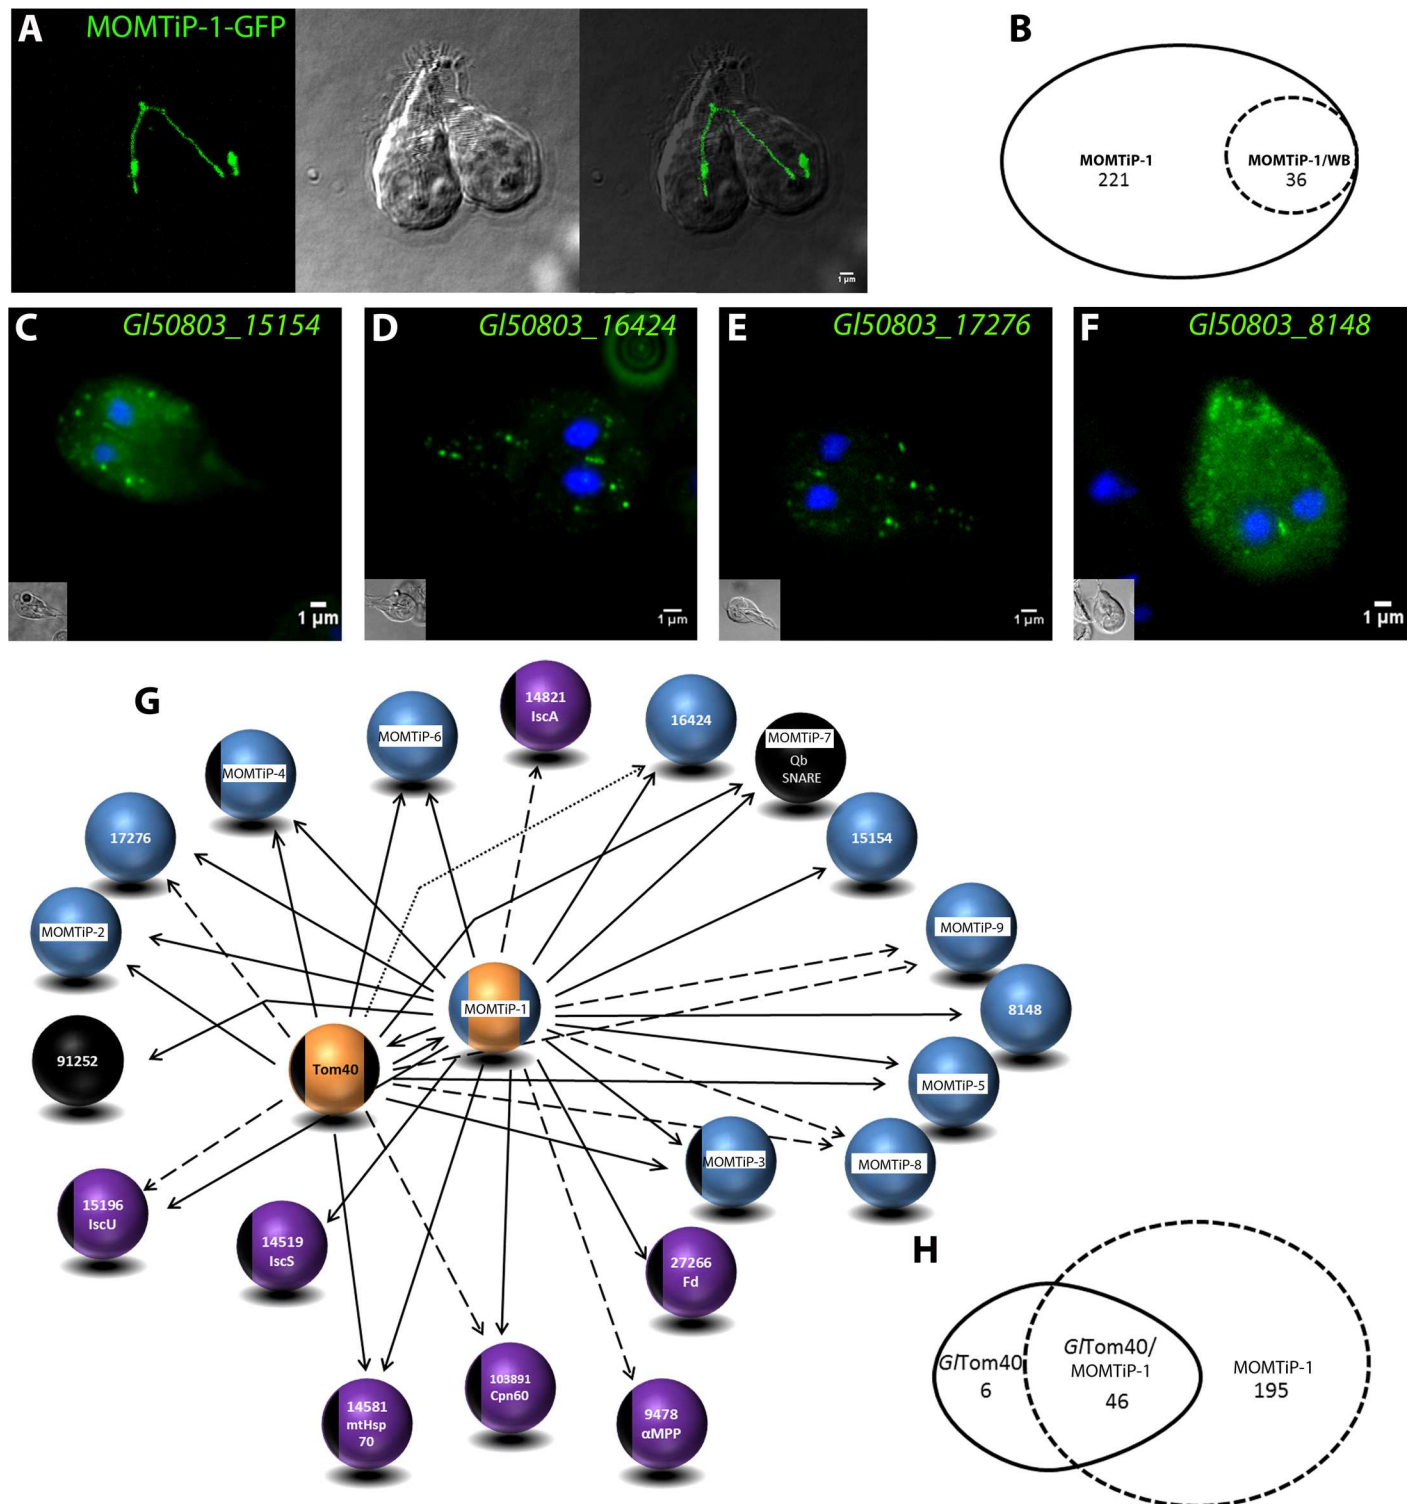 A
MOMTiP-1-GFP
1 µm
B
MOMTiP-1
221
MOMTiP-1/WB
36
C
Gl50803_15154
1 µm
D
Gl50803_16424
1 µm
E
Gl50803_17276
1 µm
F
Gl50803_8148
1 µm
G
14821
IscA
16424
MOMTiP-6
MOMTiP-7
Qb
SNARE
MOMTiP-4
17276
15154
MOMTiP-2
MOMTiP-9
MOMTiP-1
8148
91252
Tom40
MOMTiP-5
MOMTiP-3
MOMTiP-8
15196
IscU
14519
IscS
27266
Fd
14581
mtHsp
70
103891
Cpn60
9478
αMPP
H
GlTom40
6
GlTom40/
MOMTiP-1
46
MOMTiP-1
195